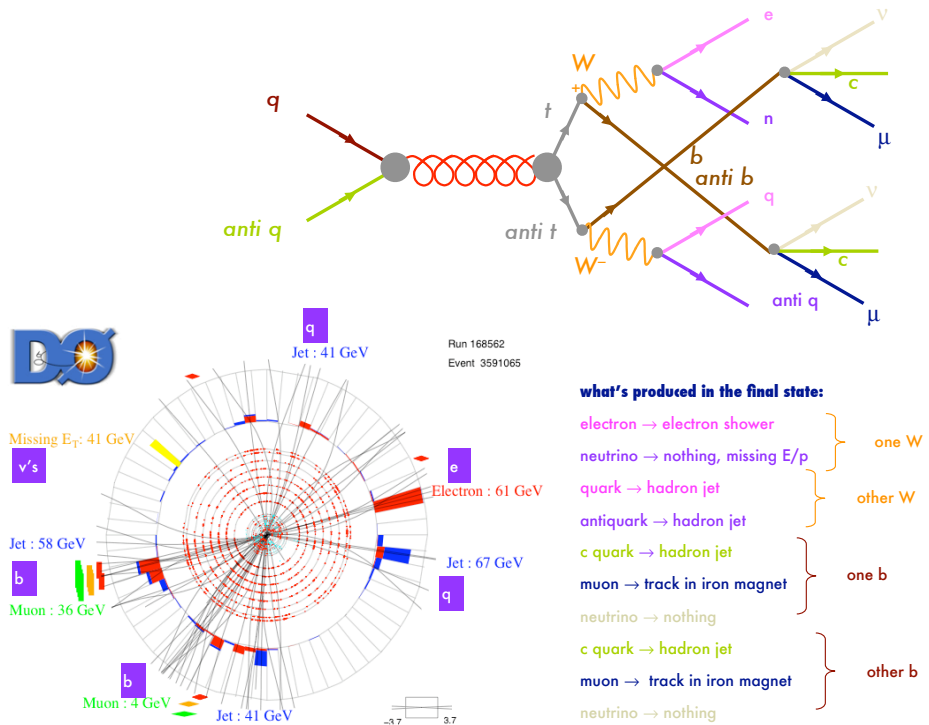 e
ν
W
+
q
t
c
n
μ
b
anti b
anti q
anti t
q
ν
W⁻
c
anti q
μ
DØ
q
Jet : 41 GeV
Run 168562
Event 3591065
what's produced in the final state:
electron → electron shower
one W
neutrino → nothing, missing E/p
quark → hadron jet
other W
antiquark → hadron jet
c quark → hadron jet
muon → track in iron magnet
one b
neutrino → nothing
c quark → hadron jet
muon → track in iron magnet
other b
neutrino → nothing
Missing E_T: 41 GeV
ν's
e
Electron : 61 GeV
Jet : 58 GeV
Jet : 67 GeV
b
q
Muon : 36 GeV
b
Muon : 4 GeV
Jet : 41 GeV
−3.7 3.7